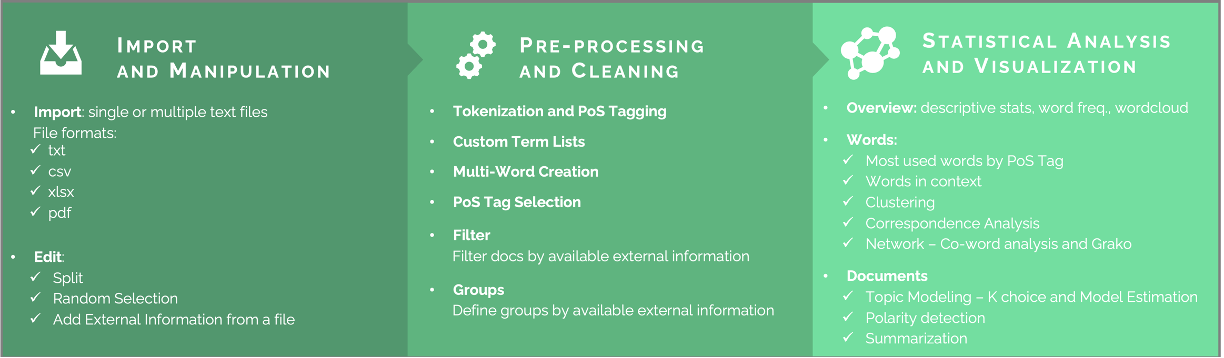 IMPORT
AND MANIPULATION
• Import: single or multiple text files
File formats:
✓ txt
✓ csv
✓ xlsx
✓ pdf
• Edit:
✓ Split
✓ Random Selection
✓ Add External Information from a file
PRE-PROCESSING
AND CLEANING
• Tokenization and PoS Tagging
• Custom Term Lists
• Multi-Word Creation
• PoS Tag Selection
• Filter
Filter docs by available external information
• Groups
Define groups by available external information
STATISTICAL ANALYSIS
AND VISUALIZATION
• Overview: descriptive stats, word freq., wordcloud
• Words:
✓ Most used words by PoS Tag
✓ Words in context
✓ Clustering
✓ Correspondence Analysis
✓ Network – Co-word analysis and Grako
• Documents
✓ Topic Modeling – K choice and Model Estimation
✓ Polarity detection
✓ Summarization